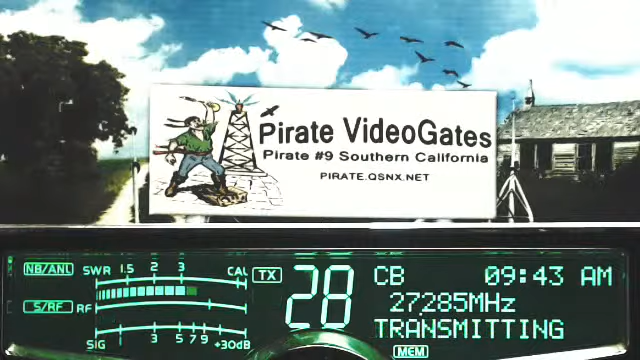 Pirate VideoGates
Pirate #9 Southern California
PIRATE.QSNX.NET
NB/ANL SWR 1.5 2 3 CAL TX 28 CB 09:43 AM
S/RF RF 27285MHz
SIG 3 5 7 9 +30dB TRANSMITTING
MEM